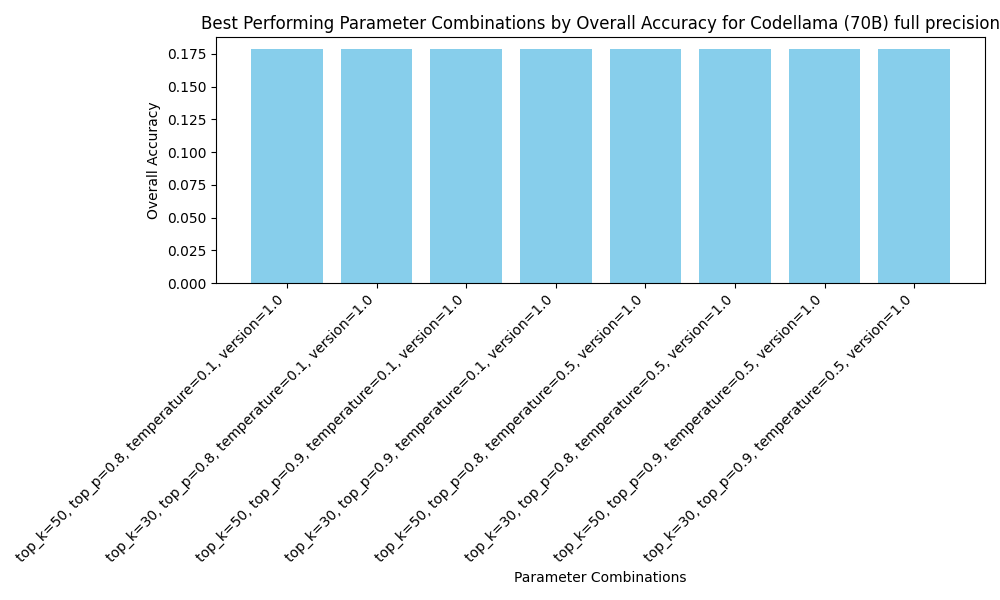 Best Performing Parameter Combinations by Overall Accuracy for Codellama (70B) full precision
Overall Accuracy
0.175
0.150
0.125
0.100
0.075
0.050
0.025
0.000
top_k=50, top_p=0.8, temperature=0.1, version=1.0
top_k=30, top_p=0.8, temperature=0.1, version=1.0
top_k=50, top_p=0.9, temperature=0.1, version=1.0
top_k=30, top_p=0.9, temperature=0.1, version=1.0
top_k=50, top_p=0.8, temperature=0.5, version=1.0
top_k=30, top_p=0.8, temperature=0.5, version=1.0
top_k=50, top_p=0.9, temperature=0.5, version=1.0
top_k=30, top_p=0.9, temperature=0.5, version=1.0
Parameter Combinations